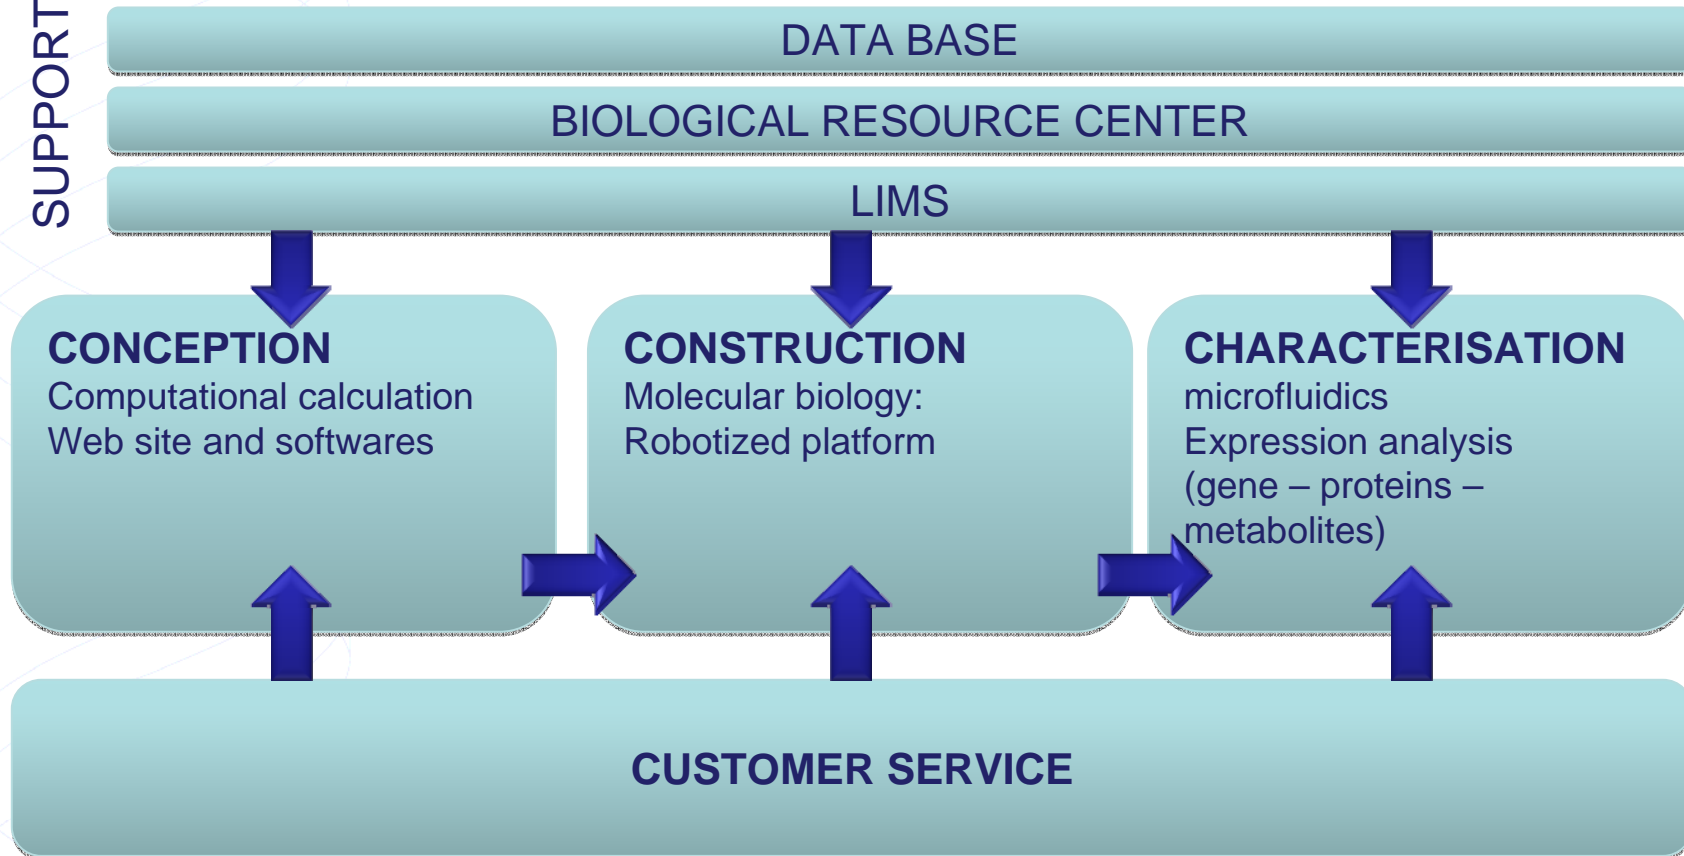 SUPPORT
DATA BASE
BIOLOGICAL RESOURCE CENTER
LIMS
CONCEPTION
Computational calculation
Web site and softwares
CONSTRUCTION
Molecular biology:
Robotized platform
CHARACTERISATION
microfluidics
Expression analysis
(gene – proteins –
metabolites)
CUSTOMER SERVICE